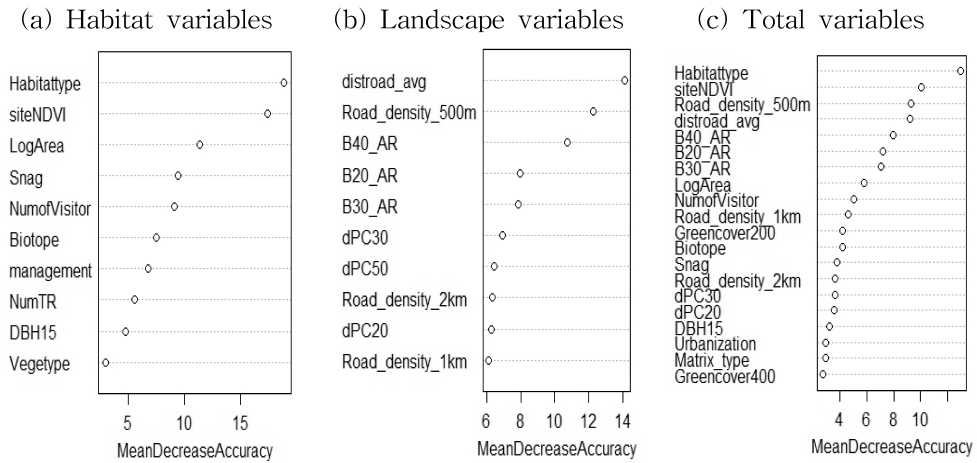 (a) Habitat variables
Habitattype
siteNDVI
LogArea
Snag
NumofVisitor
Biotope
management
NumTR
DBH15
Vegetype
5 10 15
MeanDecreaseAccuracy
(b) Landscape variables
distroad_avg
Road_density_500m
B40_AR
B20_AR
B30_AR
dPC30
dPC50
Road_density_2km
dPC20
Road_density_1km
6 8 10 12 14
MeanDecreaseAccuracy
(c) Total variables
Habitattype
siteNDVI
Road_density_500m
distroad_avg
B40_AR
B20_AR
B30_AR
LogArea
NumofVisitor
Road_density_1km
Greencover200
Biotope
Snag
Road_density_2km
dPC30
dPC20
DBH15
Urbanization
Matrix_type
Greencover400
4 6 8 10
MeanDecreaseAccuracy